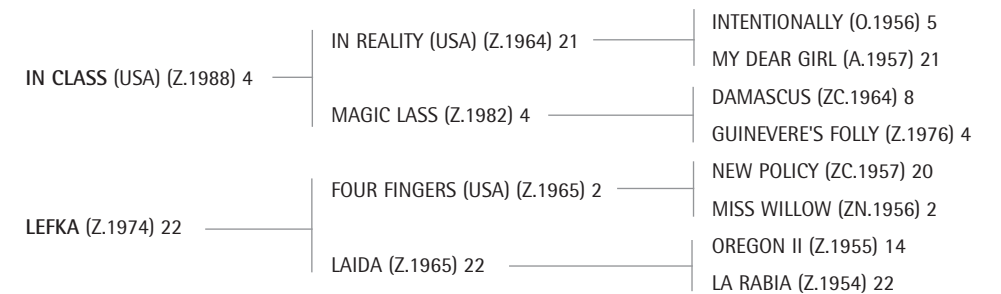 IN CLASS (USA) (Z.1988) 4
IN REALITY (USA) (Z.1964) 21
INTENTIONALLY (O.1956) 5
MY DEAR GIRL (A.1957) 21
MAGIC LASS (Z.1982) 4
DAMASCUS (ZC.1964) 8
GUINEVERE'S FOLLY (Z.1976) 4
LEFKA (Z.1974) 22
FOUR FINGERS (USA) (Z.1965) 2
NEW POLICY (ZC.1957) 20
MISS WILLOW (ZN.1956) 2
LAIDA (Z.1965) 22
OREGON II (Z.1955) 14
LA RABIA (Z.1954) 22